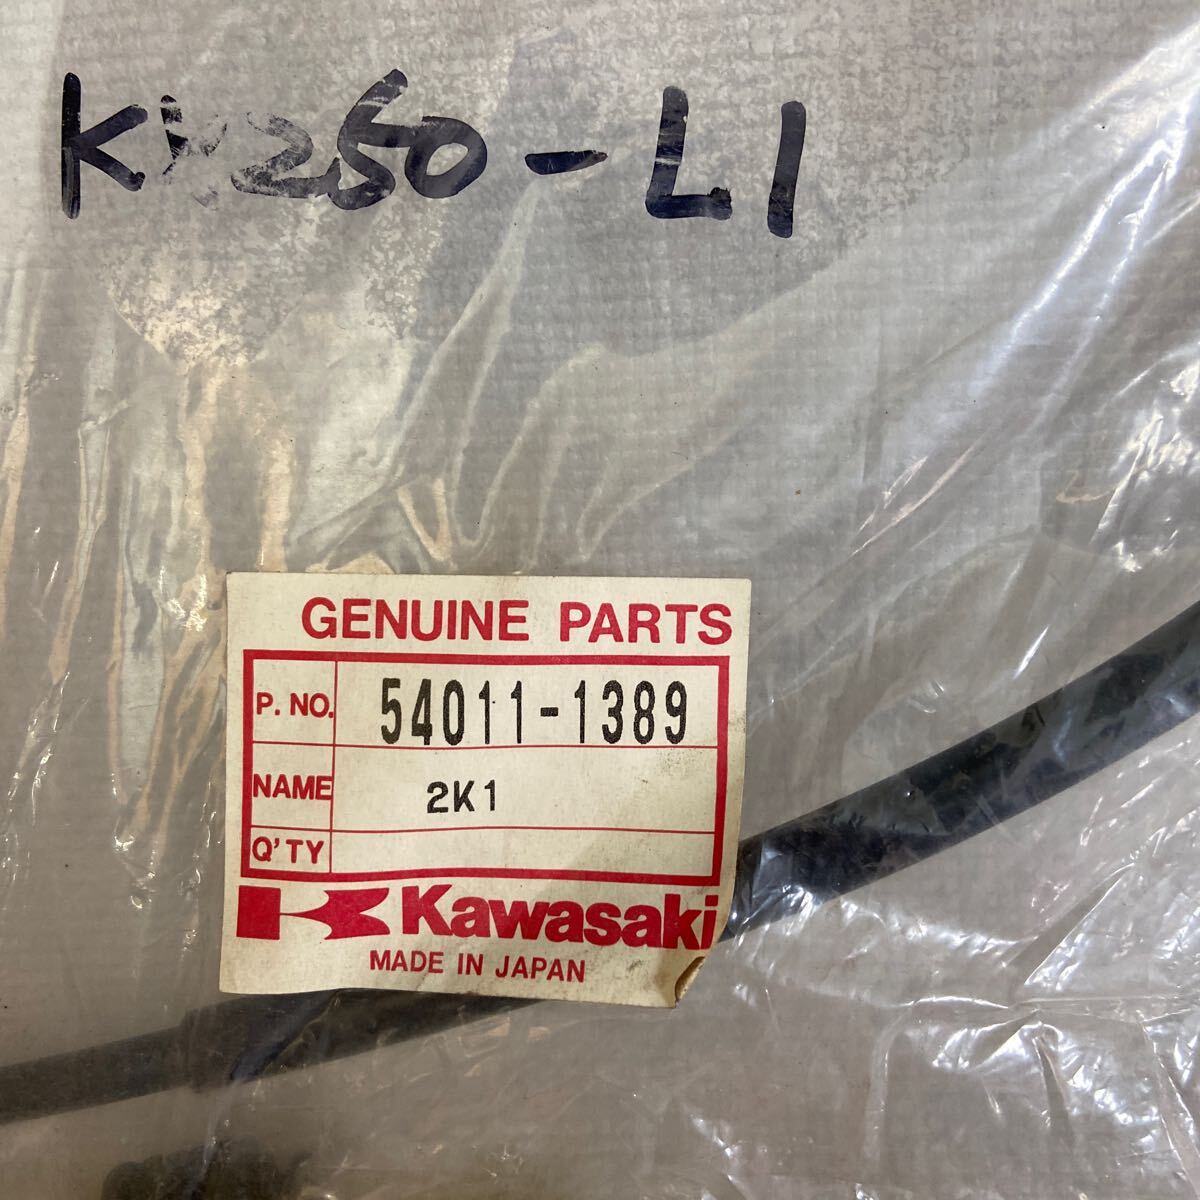 KX250-L1
GENUINE PARTS
P. NO. 54011-1389
NAME 2K1
Q'TY
Kawasaki
MADE IN JAPAN